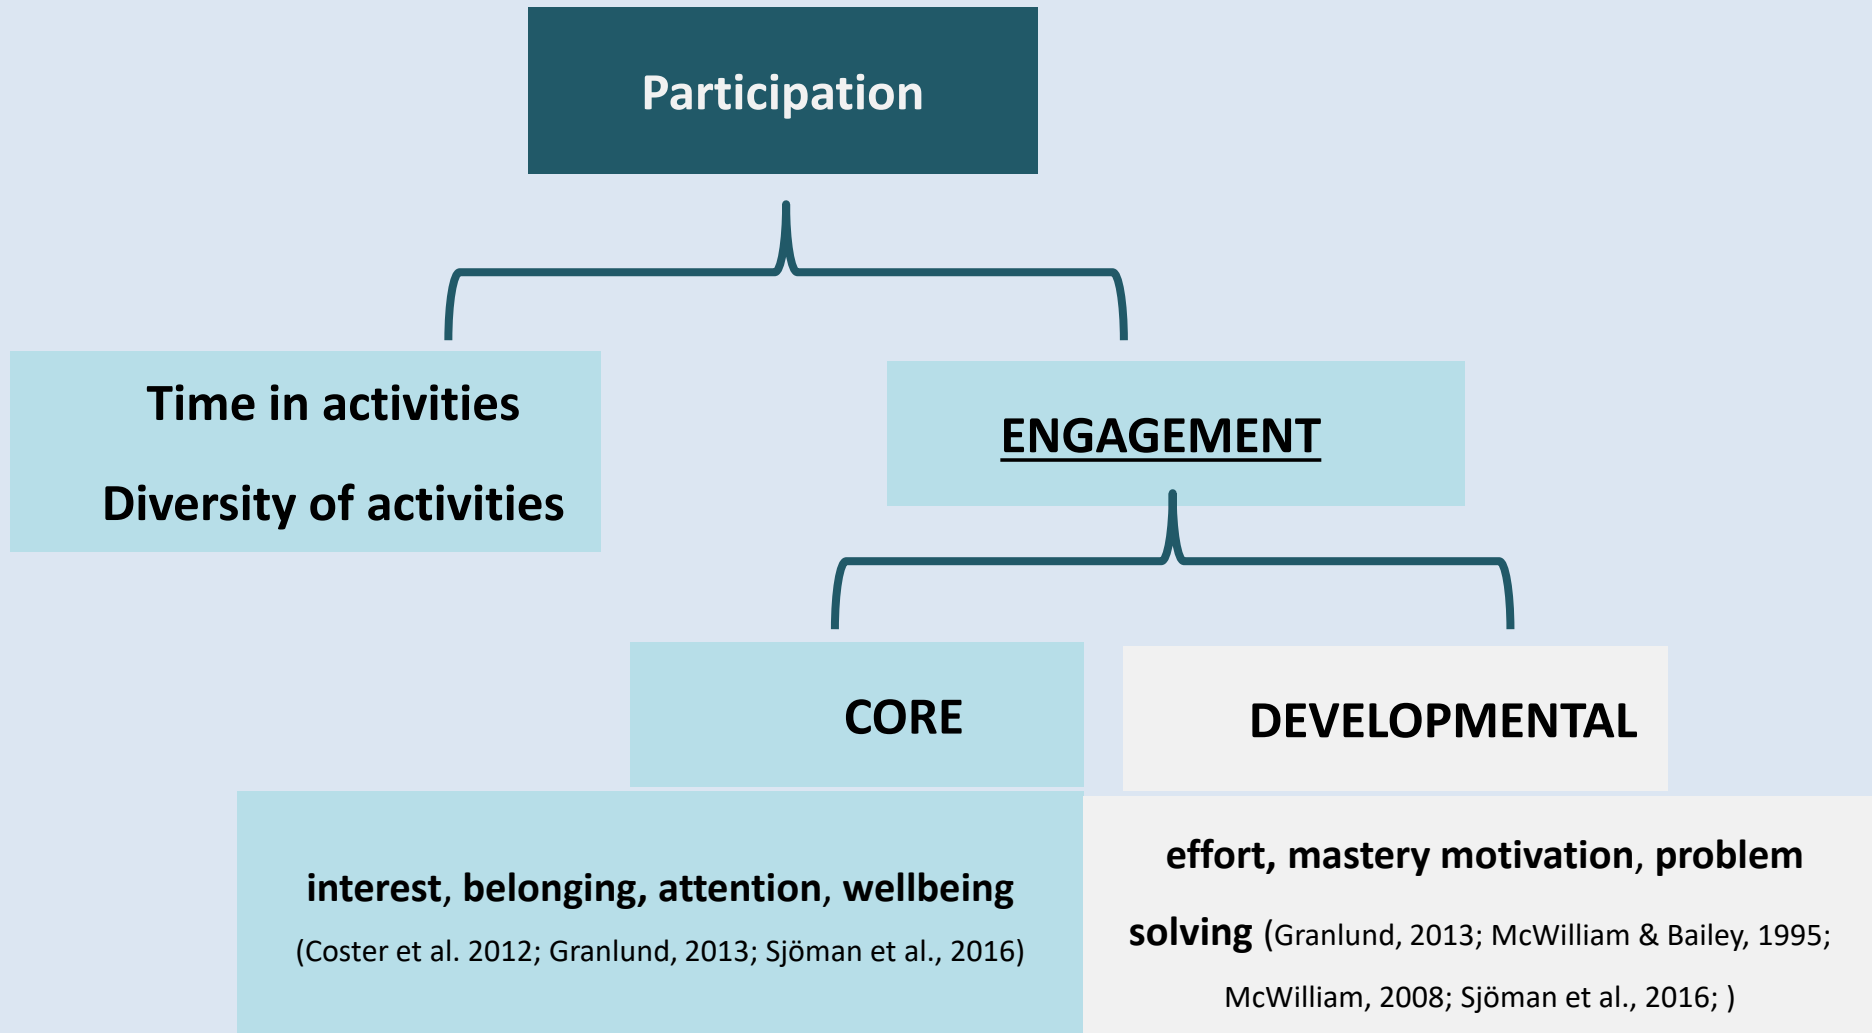 Participation
Time in activities
Diversity of activities
ENGAGEMENT
CORE
DEVELOPMENTAL
interest, belonging, attention, wellbeing
(Coster et al. 2012; Granlund, 2013; Sjöman et al., 2016)
effort, mastery motivation, problem
solving (Granlund, 2013; McWilliam & Bailey, 1995;
McWilliam, 2008; Sjöman et al., 2016; )